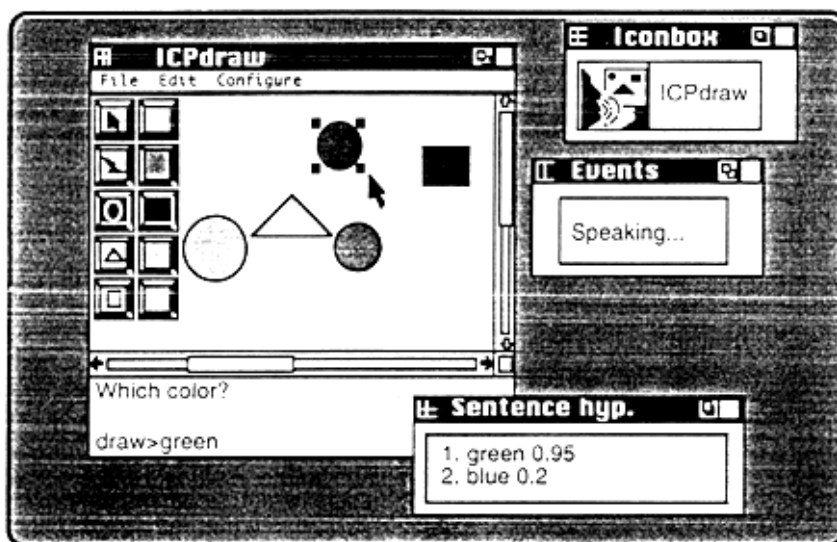 ICPdraw
File Edit Configure
Which color?
draw>green
Iconbox
ICPdraw
Events
Speaking...
Sentence hyp.
1. green 0.95
2. blue 0.2